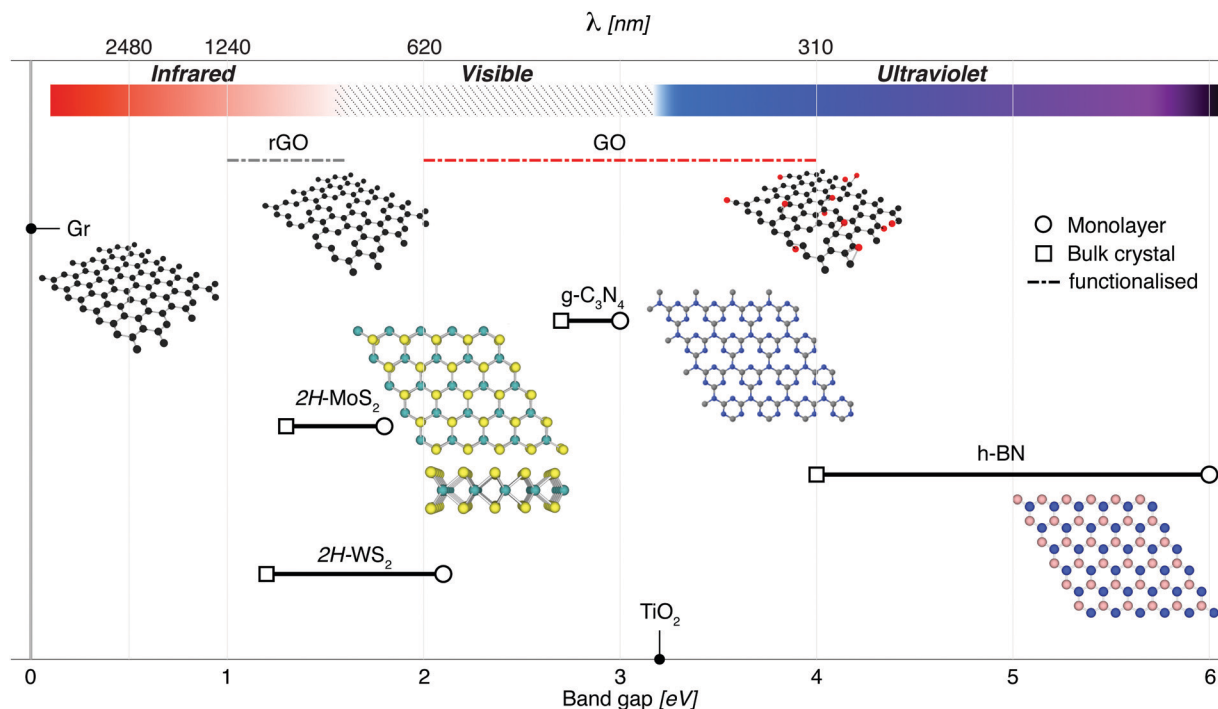 λ [nm]
2480 1240 620 310
Infrared Visible Ultraviolet
rGO GO
Gr
Monolayer
Bulk crystal
functionalised
g-C₃N₄
2H-MoS₂
h-BN
2H-WS₂
TiO₂
0 1 2 3 4 5 6
Band gap [eV]